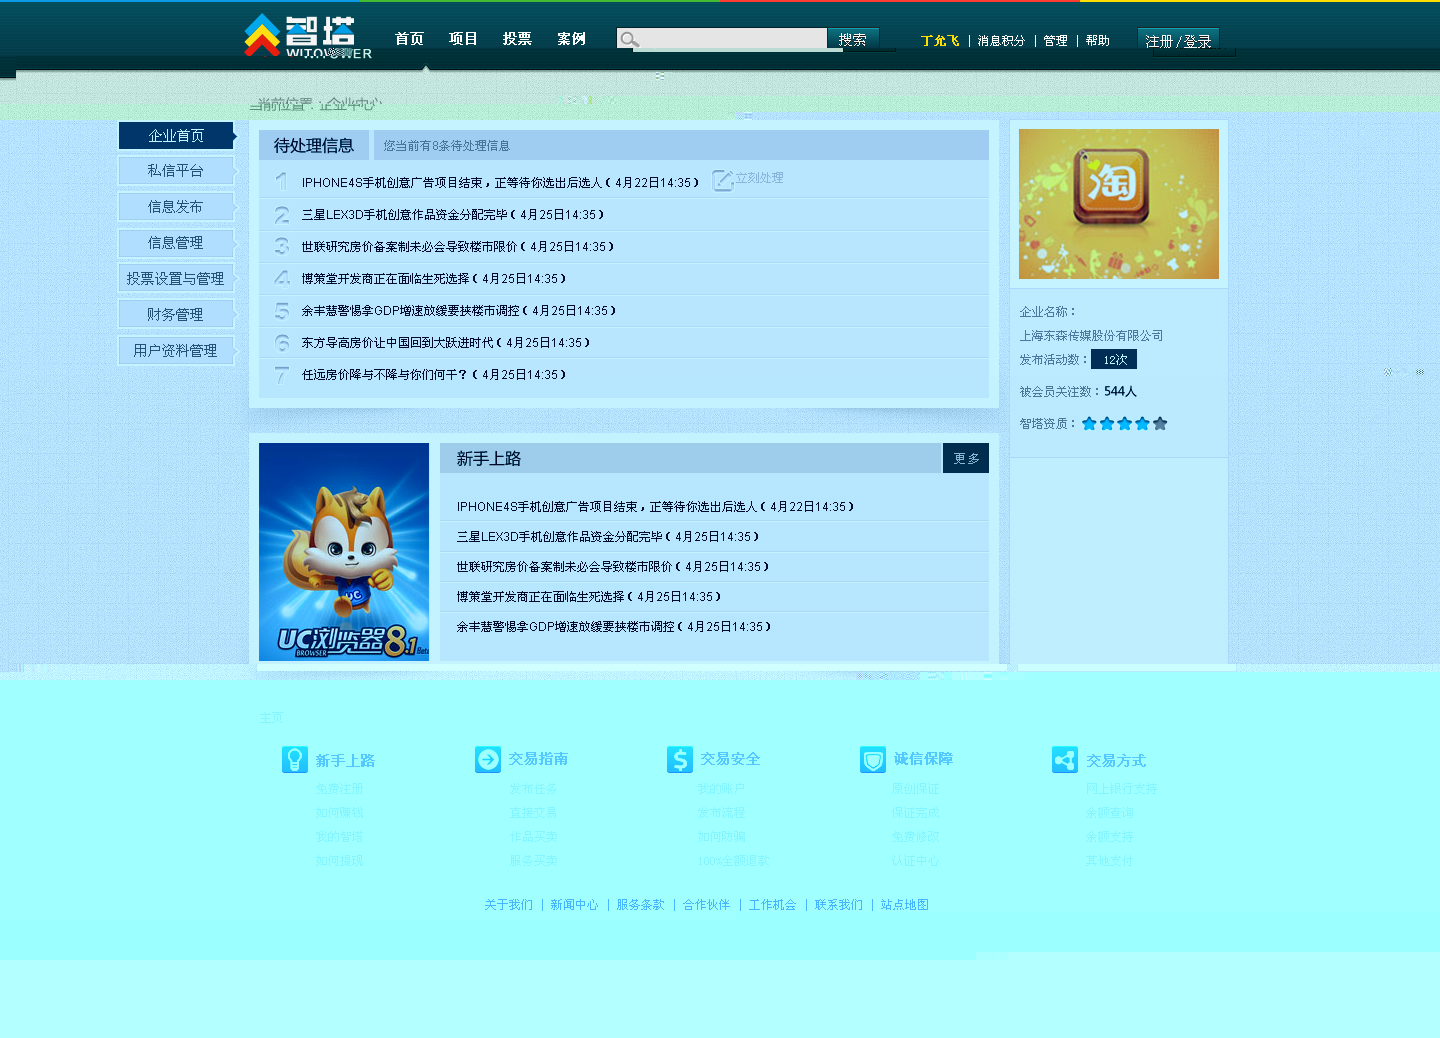 智塔 WITOWER 首页 项目 投票 案例 搜索 丁允飞 | 消息积分 | 管理 | 帮助 注册/登录
当前位置：企业中心
企业首页
私信平台
信息发布
信息管理
投票设置与管理
财务管理
用户资料管理
待处理信息 您当前有8条待处理信息
1 IPHONE4S手机创意广告项目结束，正等待你选出后选人（4月22日14:35） 立刻处理
2 三星LEX3D手机创意作品资金分配完毕（4月25日14:35）
3 世联研究房价备案制未必会导致楼市限价（4月25日14:35）
4 博策堂开发商正在面临生死选择（4月25日14:35）
5 余丰慧警惕拿GDP增速放缓要挟楼市调控（4月25日14:35）
6 东方导高房价让中国回到大跃进时代（4月25日14:35）
7 任远房价降与不降与你们何干？（4月25日14:35）
淘
企业名称：
上海东森传媒股份有限公司
发布活动数：12次
被会员关注数：544人
智塔资质：
UC
UC浏览器8.1
BROWSER Beta
新手上路 更多
IPHONE4S手机创意广告项目结束，正等待你选出后选人（4月22日14:35）
三星LEX3D手机创意作品资金分配完毕（4月25日14:35）
世联研究房价备案制未必会导致楼市限价（4月25日14:35）
博策堂开发商正在面临生死选择（4月25日14:35）
余丰慧警惕拿GDP增速放缓要挟楼市调控（4月25日14:35）
主页
新手上路 交易指南 交易安全 诚信保障 交易方式
免费注册 发布任务 我的账户 原创保证 网上银行支持
如何赚钱 直接交易 发布流程 保证完成 余额查询
我的智塔 作品买卖 如何防骗 免费修改 余额支持
如何提现 服务买卖 100%全额退款 认证中心 其他支付
关于我们 | 新闻中心 | 服务条款 | 合作伙伴 | 工作机会 | 联系我们 | 站点地图